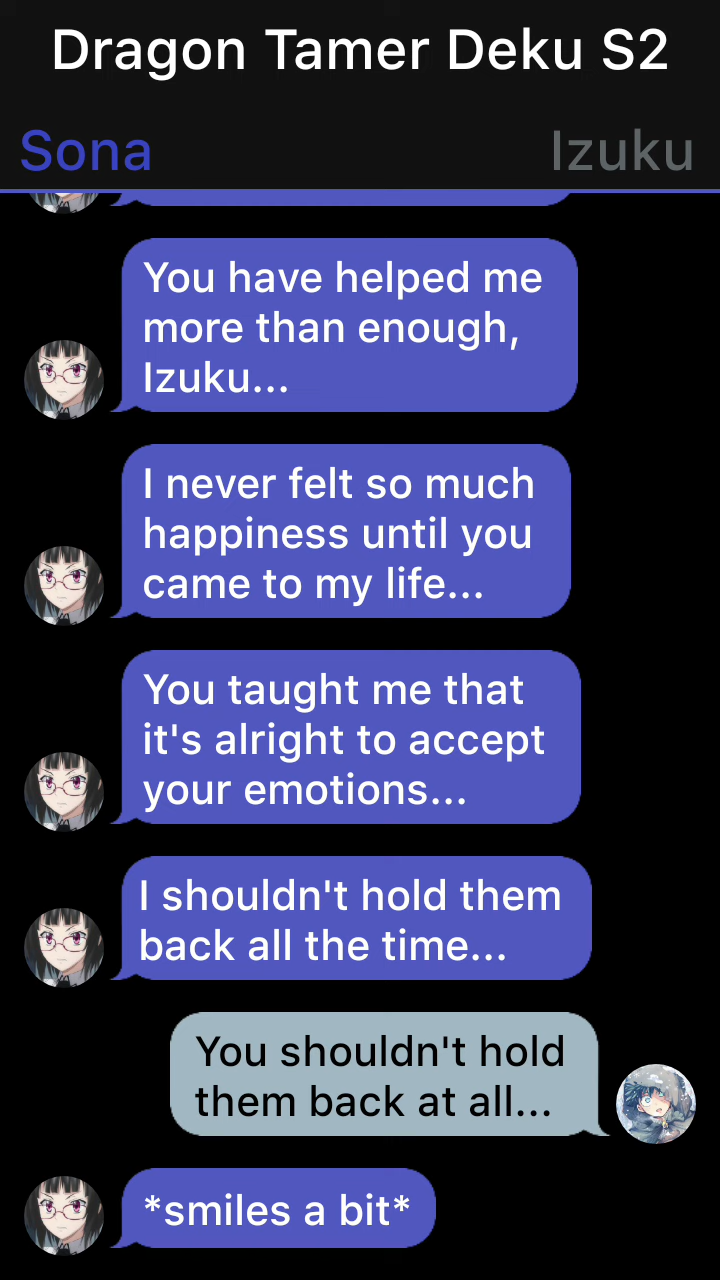 Dragon Tamer Deku S2
Sona
Izuku
You have helped me
more than enough,
Izuku...
I never felt so much
happiness until you
came to my life...
You taught me that
it's alright to accept
your emotions...
I shouldn't hold them
back all the time...
You shouldn't hold
them back at all...
*smiles a bit*